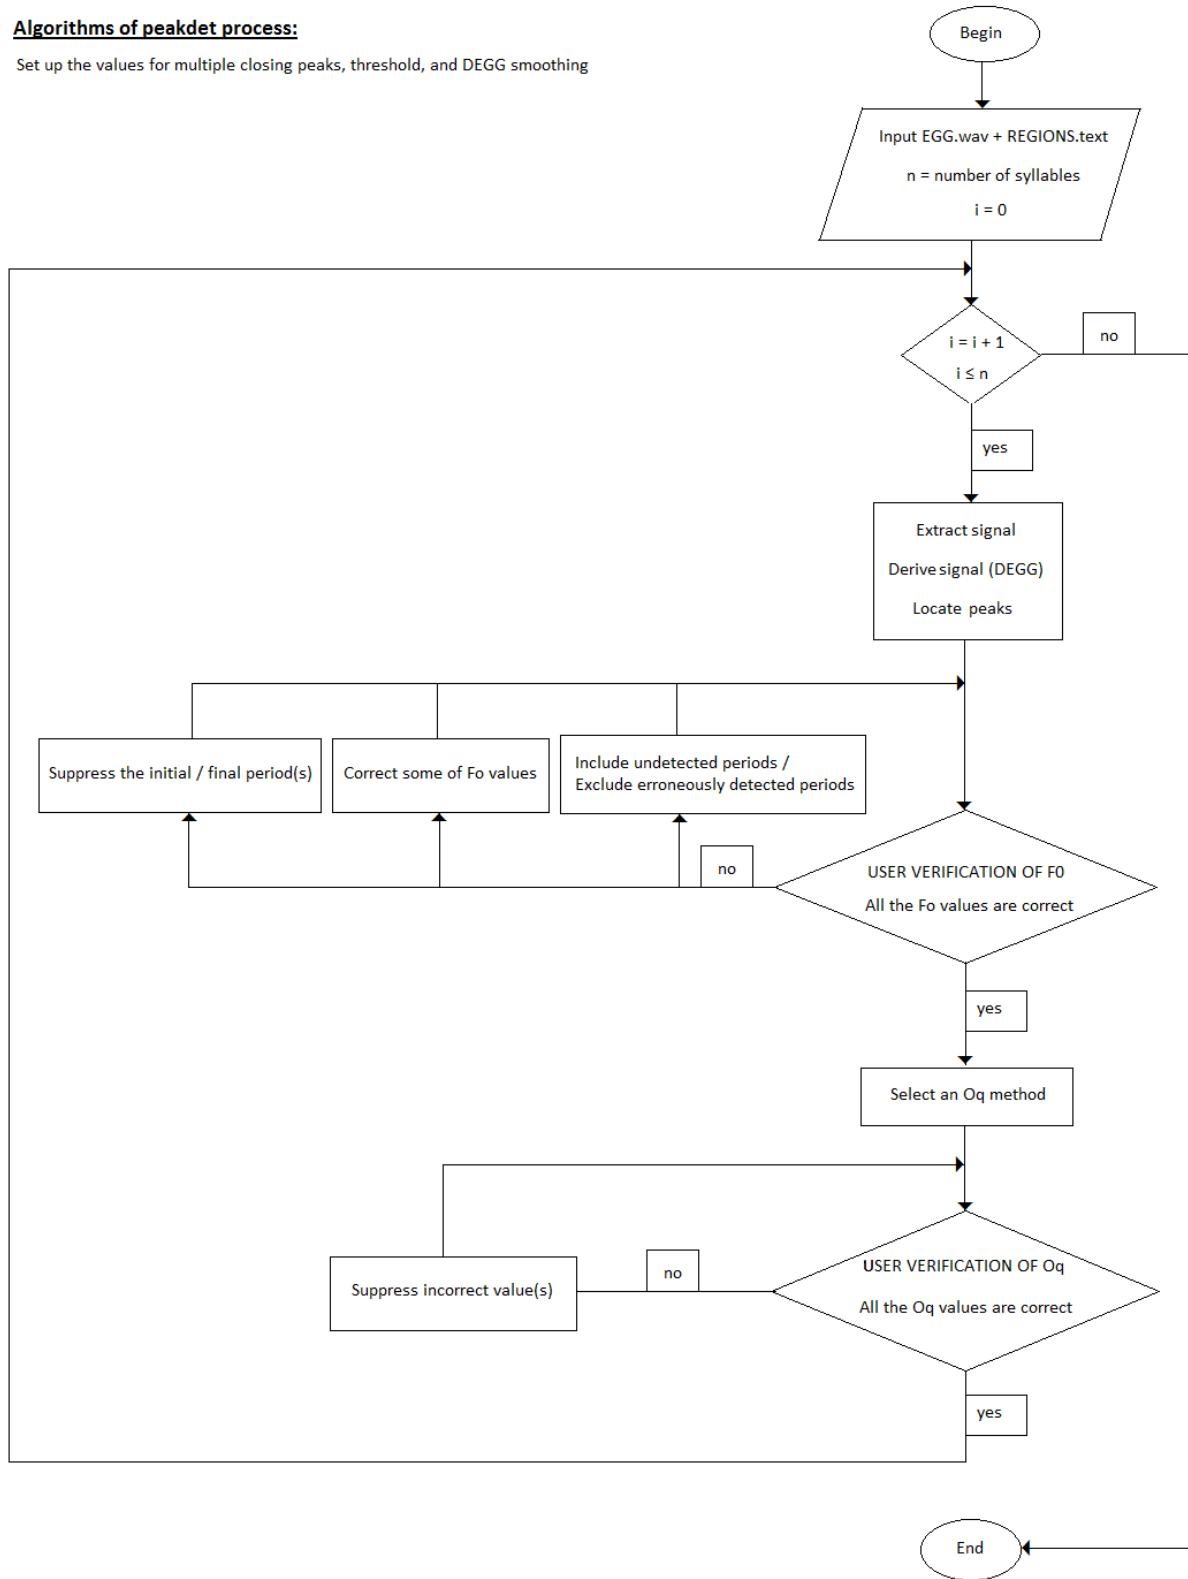 Algorithms of peakdet process:
Set up the values for multiple closing peaks, threshold, and DEGG smoothing
Begin
Input EGG.wav + REGIONS.text
n = number of syllables
i = 0
i = i + 1
i ≤ n
no
yes
Extract signal
Derive signal (DEGG)
Locate peaks
Suppress the initial / final period(s)
Correct some of Fo values
Include undetected periods /
Exclude erroneously detected periods
no
USER VERIFICATION OF F0
All the Fo values are correct
yes
Select an Oq method
USER VERIFICATION OF Oq
All the Oq values are correct
no
Suppress incorrect value(s)
yes
End